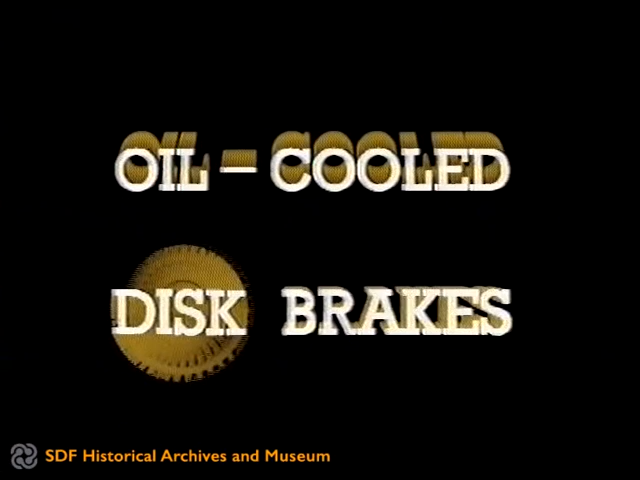 OIL – COOLED
DISK BRAKES
SDF Historical Archives and Museum